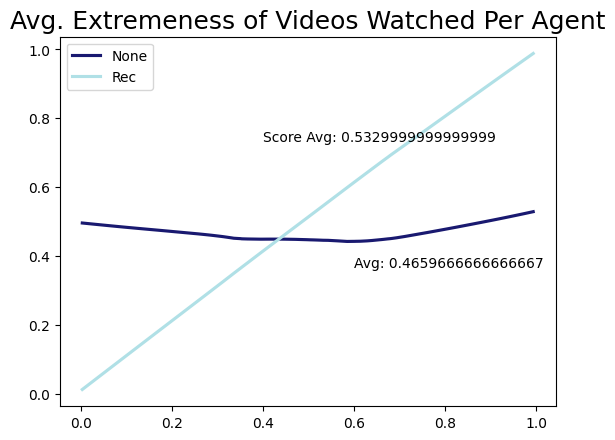 Avg. Extremeness of Videos Watched Per Agent
1.0
None
Rec
0.8
Score Avg: 0.5329999999999999
0.6
0.4
Avg: 0.4659666666666667
0.2
0.0
0.0 0.2 0.4 0.6 0.8 1.0